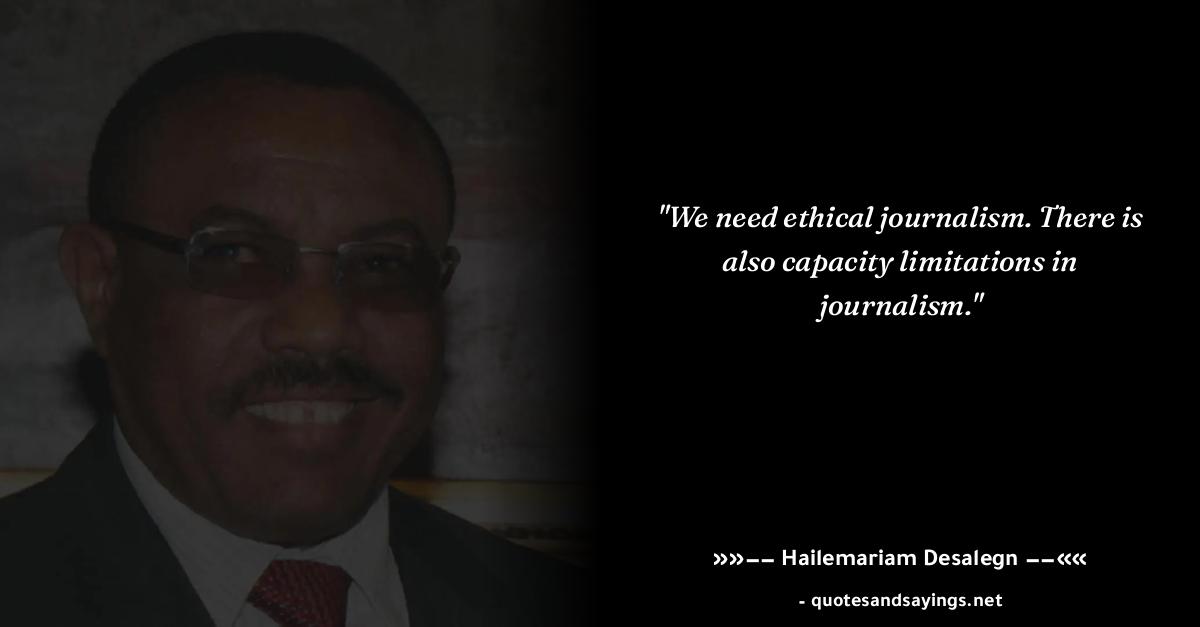 "We need ethical journalism. There is
also capacity limitations in
journalism."
»»−− Hailemariam Desalegn −−««
- quotesandsayings.net